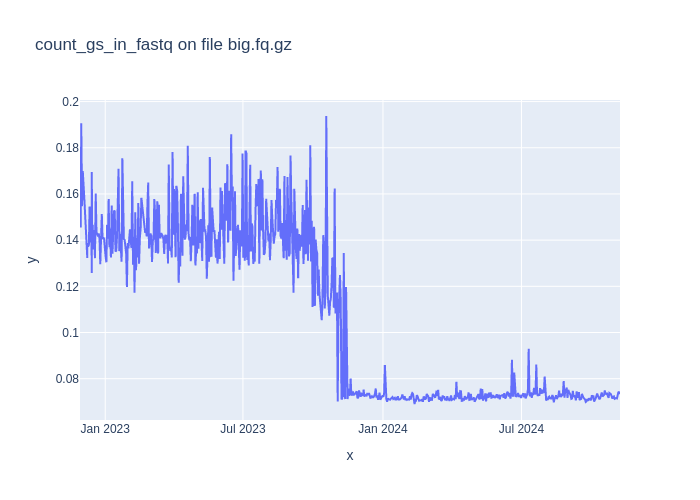 count_gs_in_fastq on file big.fq.gz
0.2
0.18
0.16
0.14
0.12
0.1
0.08
y
Jan 2023
Jul 2023
Jan 2024
Jul 2024
x